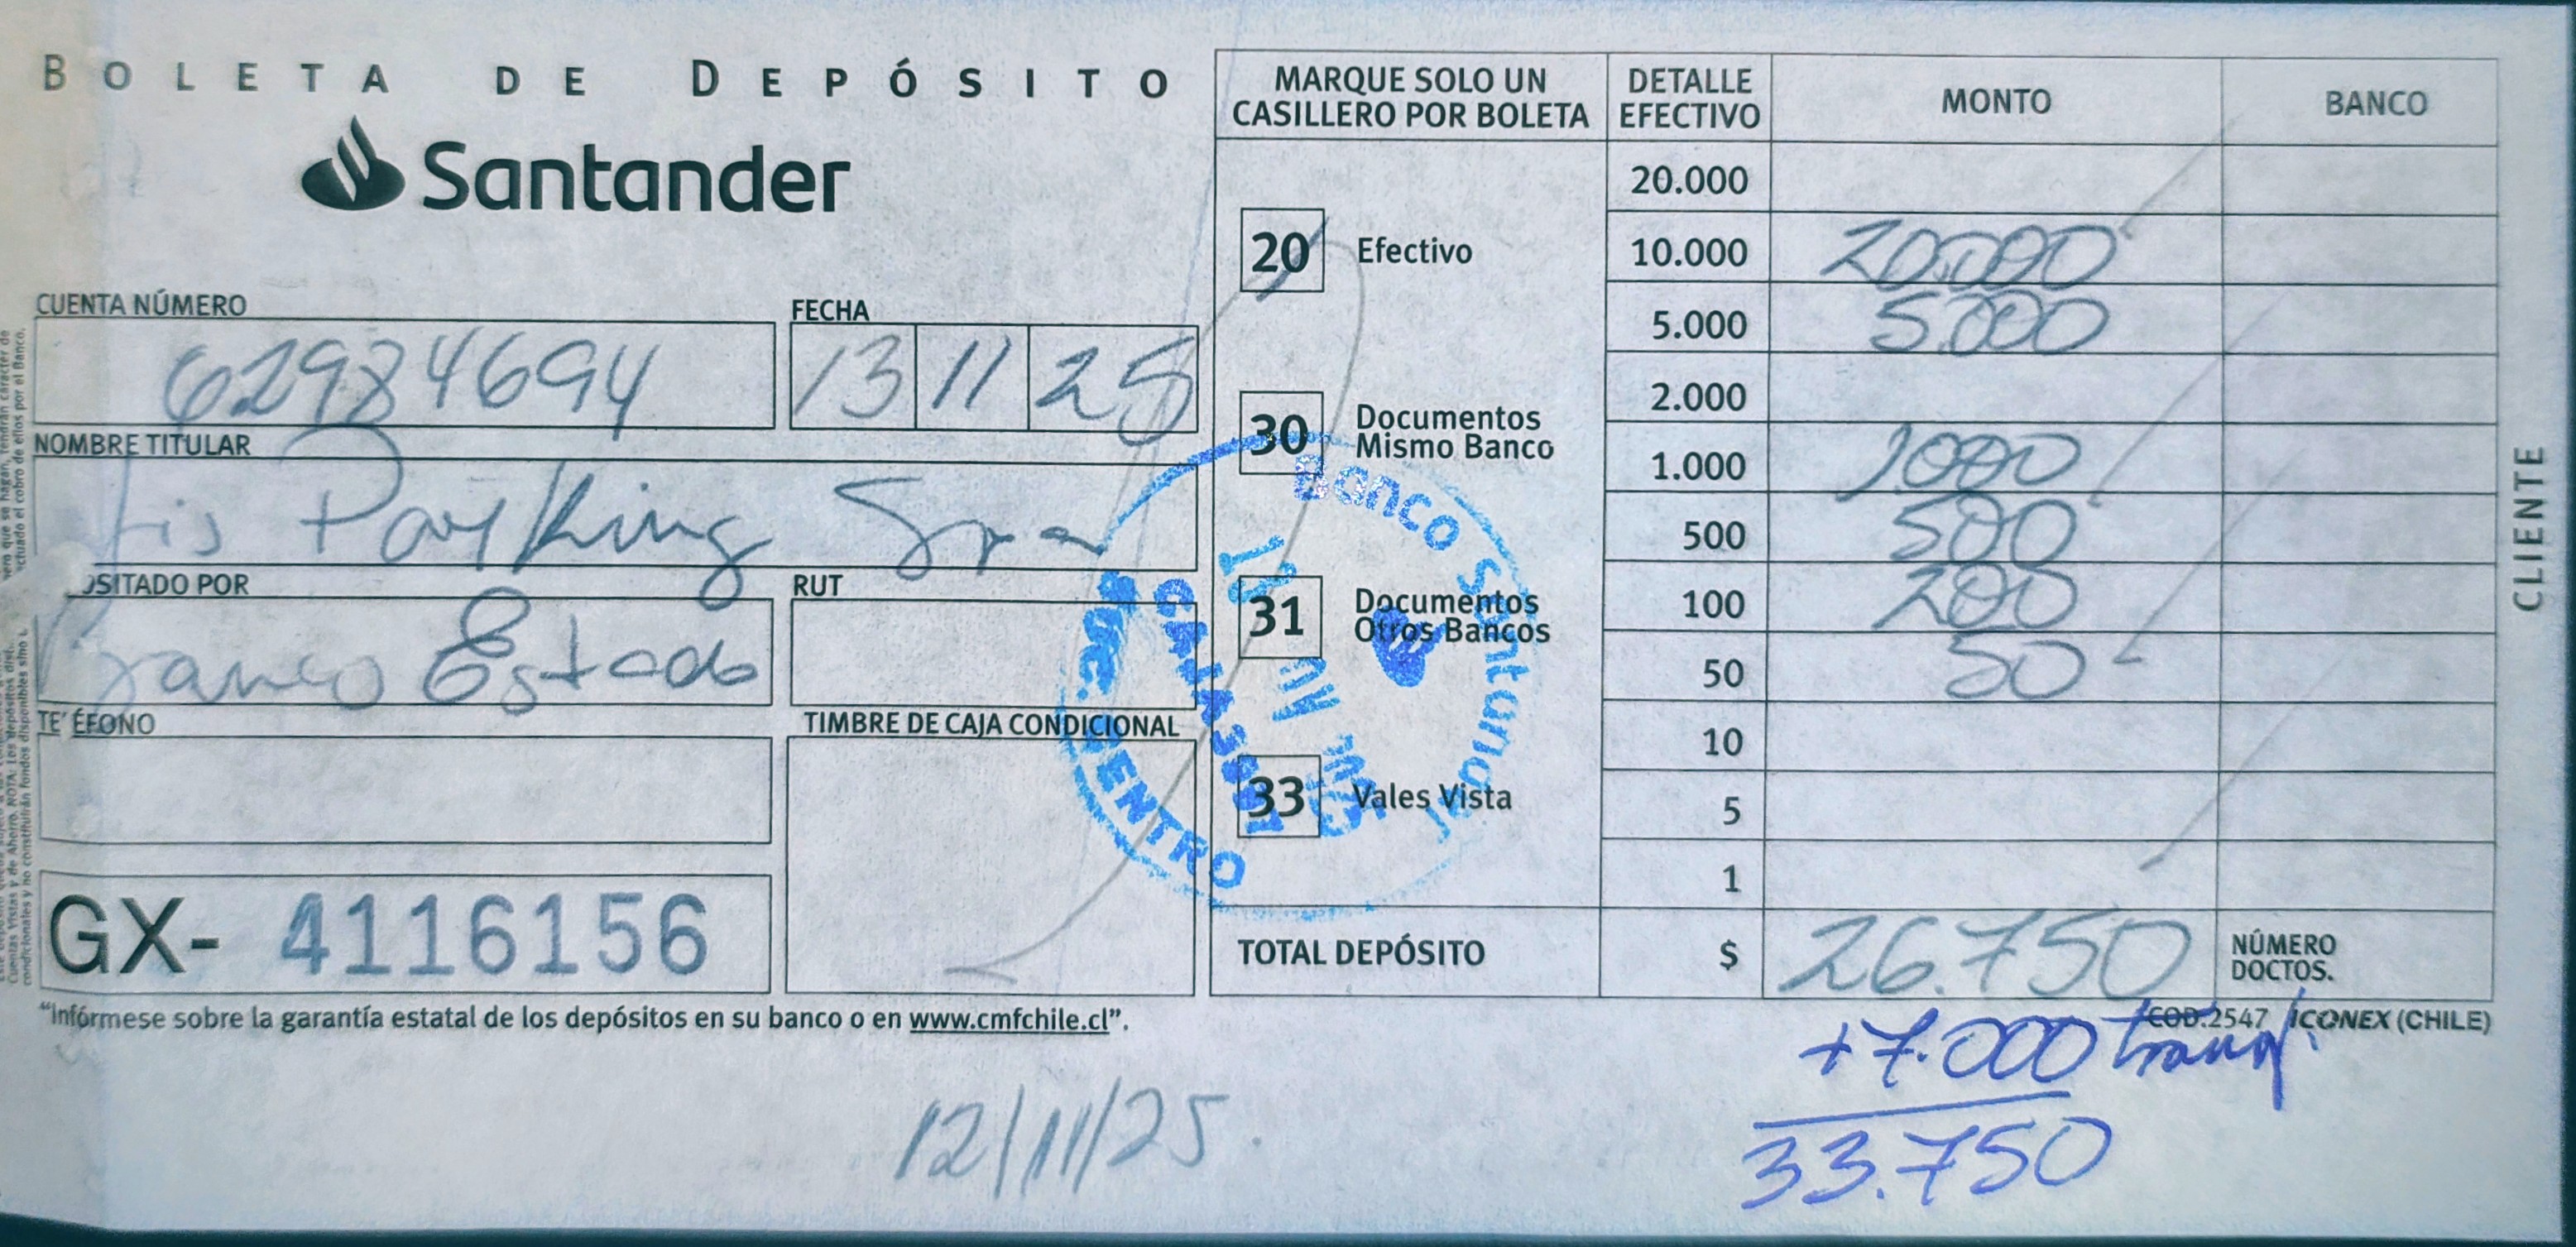 BOLETA DE DEPÓSITO
Santander
CUENTA NÚMERO
62984694
FECHA
13 11 25
NOMBRE TITULAR
Parking Spa
OSITADO POR
Banco Estado
RUT
TE ÉFONO
TIMBRE DE CAJA CONDICIONAL
GX- 4116156
"Infórmese sobre la garantía estatal de los depósitos en su banco o en www.cmfchile.cl".
12/11/25.
MARQUE SOLO UN
CASILLERO POR BOLETA
20 Efectivo
30 Documentos
Mismo Banco
31 Documentos
Otros Bancos
33 Vales Vista
Banco Santander
CENTRO
DETALLE
EFECTIVO
MONTO
BANCO
20.000
10.000 20.000
5.000 5.000
2.000
1.000 1000
500 500
100 200
50 50
10
5
1
TOTAL DEPÓSITO $ 26.750
NÚMERO
DOCTOS.
COD.2547 / ICONEX (CHILE)
+7.000 transf.
33.750
CLIENTE